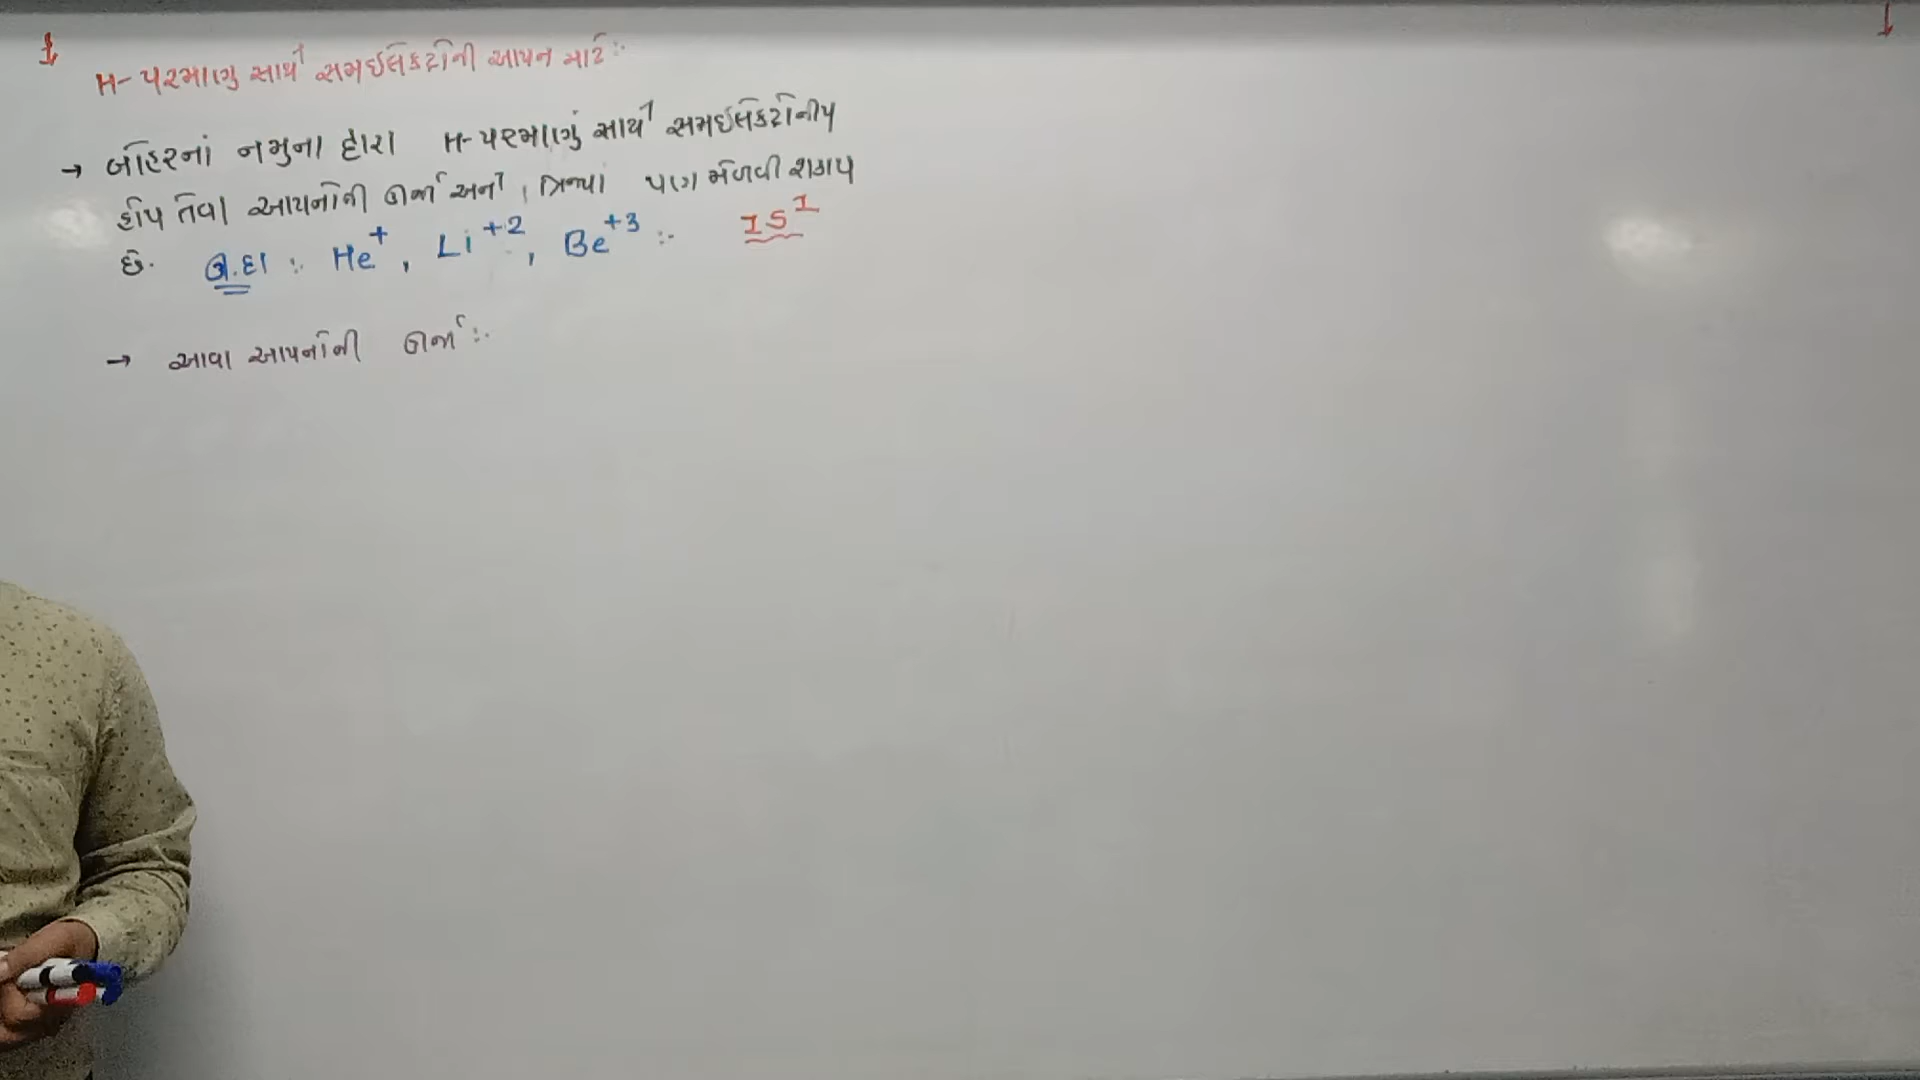 H- પરમાણુ સાથે સમઇલેકટ્રોની આયન માટે :-
→ બોહરનાં નમુના દ્વારા H- પરમાણું સાથે સમઇલેકટ્રોનીય
હોય તેવા આયનોની ઊર્જા અને, ત્રિજ્યા પણ મેળવી શકાય
છે. ઉ.દા :. He⁺, Li⁺², Be⁺³ :- 1S¹
→ આવા આયનોની ઊર્જા :-